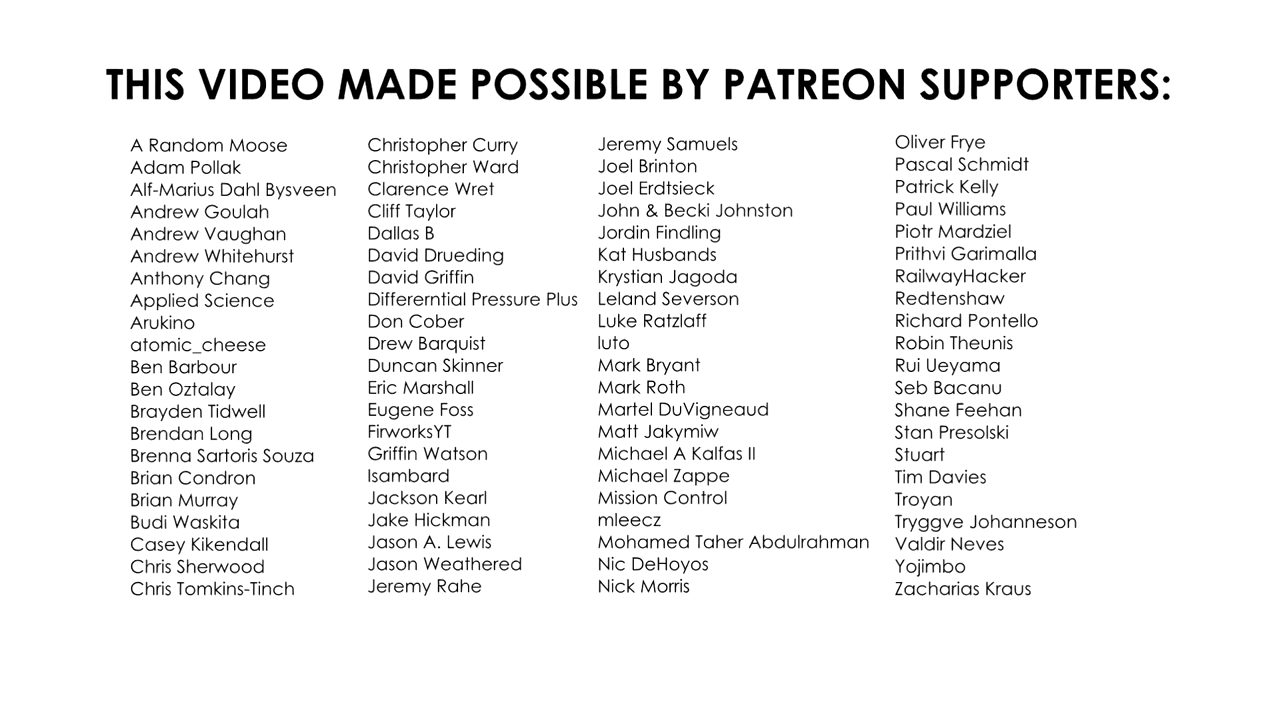 THIS VIDEO MADE POSSIBLE BY PATREON SUPPORTERS:
A Random Moose
Adam Pollak
Alf-Marius Dahl Bysveen
Andrew Goulah
Andrew Vaughan
Andrew Whitehurst
Anthony Chang
Applied Science
Arukino
atomic_cheese
Ben Barbour
Ben Oztalay
Brayden Tidwell
Brendan Long
Brenna Sartoris Souza
Brian Condron
Brian Murray
Budi Waskita
Casey Kikendall
Chris Sherwood
Chris Tomkins-Tinch
Christopher Curry
Christopher Ward
Clarence Wret
Cliff Taylor
Dallas B
David Drueding
David Griffin
Differerntial Pressure Plus
Don Cober
Drew Barquist
Duncan Skinner
Eric Marshall
Eugene Foss
FirworksYT
Griffin Watson
Isambard
Jackson Kearl
Jake Hickman
Jason A. Lewis
Jason Weathered
Jeremy Rahe
Jeremy Samuels
Joel Brinton
Joel Erdtsieck
John & Becki Johnston
Jordin Findling
Kat Husbands
Krystian Jagoda
Leland Severson
Luke Ratzlaff
luto
Mark Bryant
Mark Roth
Martel DuVigneaud
Matt Jakymiw
Michael A Kalfas II
Michael Zappe
Mission Control
mleecz
Mohamed Taher Abdulrahman
Nic DeHoyos
Nick Morris
Oliver Frye
Pascal Schmidt
Patrick Kelly
Paul Williams
Piotr Mardziel
Prithvi Garimalla
RailwayHacker
Redtenshaw
Richard Pontello
Robin Theunis
Rui Ueyama
Seb Bacanu
Shane Feehan
Stan Presolski
Stuart
Tim Davies
Troyan
Tryggve Johanneson
Valdir Neves
Yojimbo
Zacharias Kraus